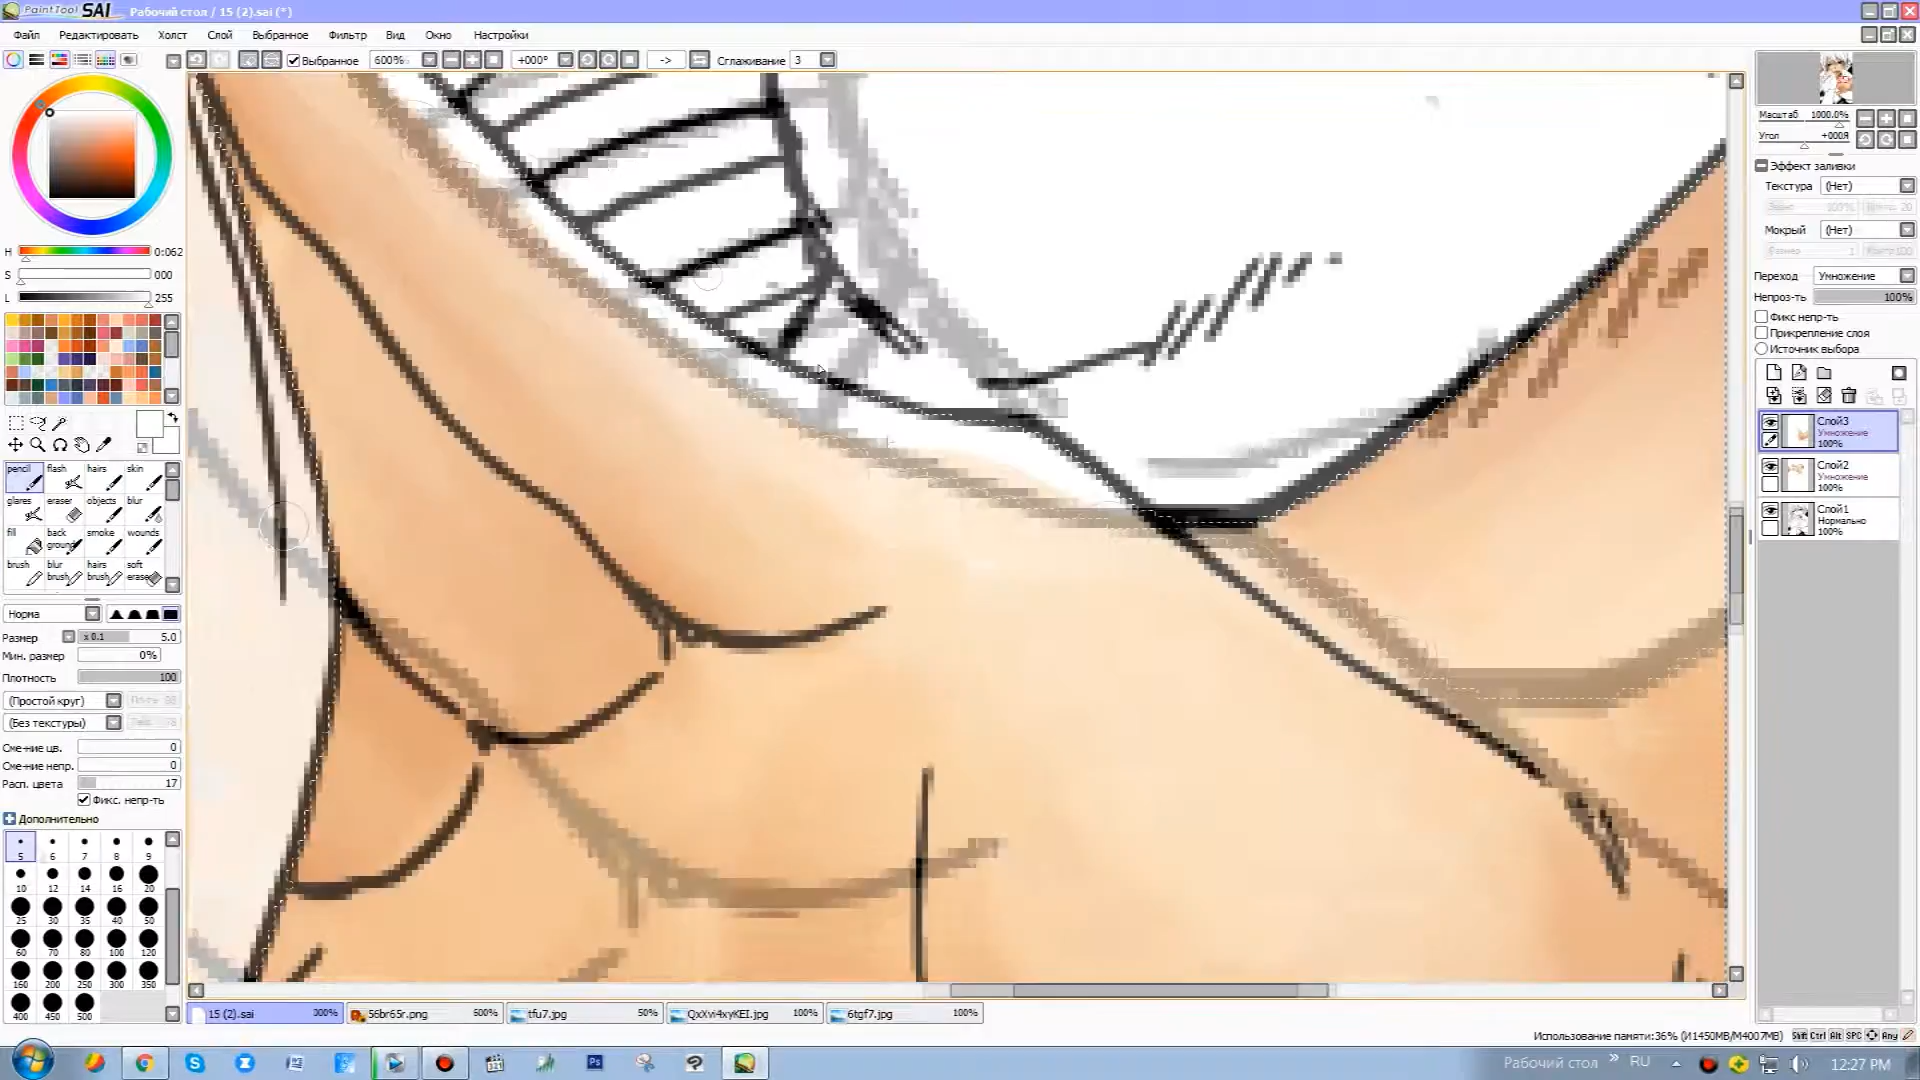 PaintTool SAI Рабочий стол / 15 (2).sai (*)
Файл Редактировать Холст Слой Выбранное Фильтр Вид Окно Настройки
Выбранное 600% +000° -> Сглаживание 3
Масштаб 1000.0%
Угол +000Я
Эффект заливки
Текстура (Нет)
Мокрый (Нет)
Переход Умножение
Непроз-ть 100%
Фикс непр-ть
Прикрепление слоя
Источник выбора
Слой3
Умножение
100%
Слой2
Умножение
100%
Слой1
Нормально
100%
H 0:062
S 000
L 255
pencil flash hairs skin
glares eraser objects blur
fill back ground smoke wounds
brush blur brush hairs brush soft eraser
Норма
Размер x 0.1 5.0
Мин. размер 0%
Плотность 100
(Простой круг)
(Без текстуры)
Сме-ние цв. 0
Сме-ние непр. 0
Расп. цвета 17
Фикс. непр-ть
Дополнительно
5 6 7 8 9
10 12 14 16 20
25 30 35 40 50
60 70 80 100 120
160 200 250 300 350
400 450 500
15 (2).sai 300% 56br65r.png 600% tfu7.jpg 50% QxXvi4xyKEI.jpg 100% 6tgf7.jpg 100%
Использование памяти:36% (И1450MB/M4007MB) Shift Ctrl Alt SPC Any
Рабочий стол » RU 12:27 PM